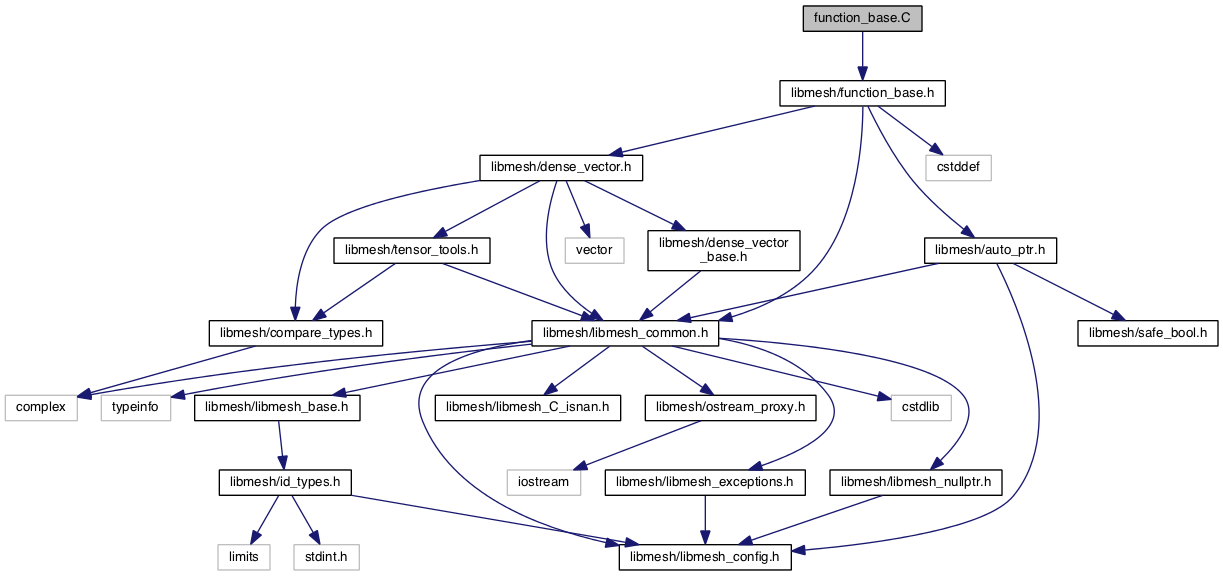 function_base.C
libmesh/function_base.h
libmesh/dense_vector.h
cstddef
libmesh/tensor_tools.h
vector
libmesh/dense_vector
_base.h
libmesh/auto_ptr.h
libmesh/compare_types.h
libmesh/libmesh_common.h
libmesh/safe_bool.h
complex
typeinfo
libmesh/libmesh_base.h
libmesh/libmesh_C_isnan.h
libmesh/ostream_proxy.h
cstdlib
libmesh/id_types.h
iostream
libmesh/libmesh_exceptions.h
libmesh/libmesh_nullptr.h
limits
stdint.h
libmesh/libmesh_config.h